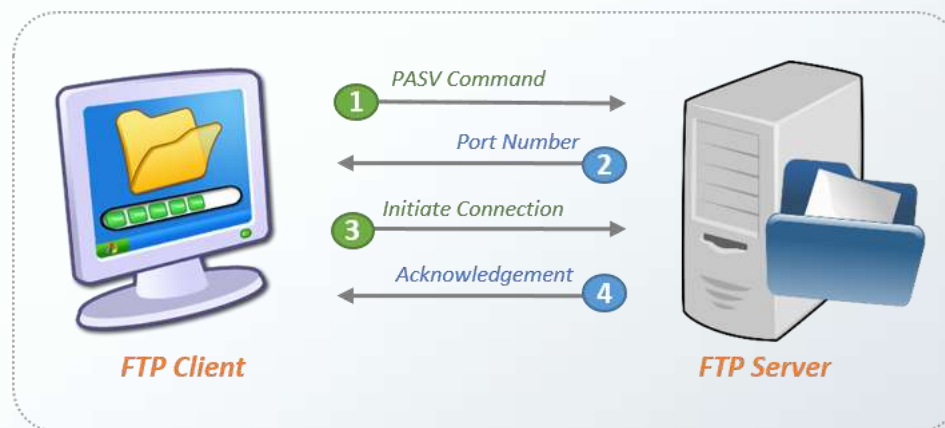 PASV Command
1
Port Number
2
Initiate Connection
3
Acknowledgement
4
FTP Client
FTP Server